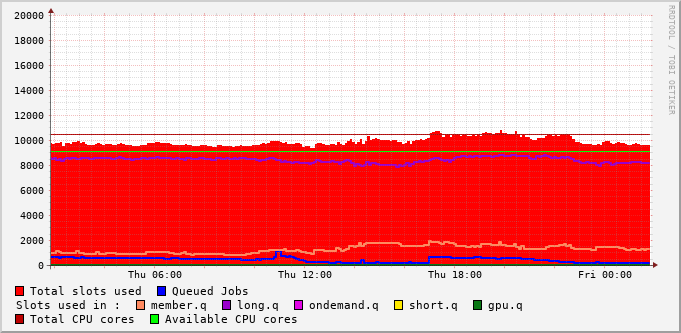 20000
18000
16000
14000
12000
10000
8000
6000
4000
2000
0
Thu 06:00 Thu 12:00 Thu 18:00 Fri 00:00
RRDTOOL / TOBI OETIKER
Total slots used Queued Jobs
Slots used in : member.q long.q ondemand.q short.q gpu.q
Total CPU cores Available CPU cores